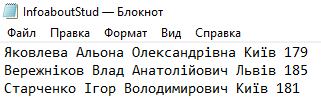 InfoaboutStud — Блокнот
Файл Правка Формат Вид Справка
Яковлева Альона Олександрівна Київ 179
Вережніков Влад Анатолійович Львів 185
Старченко Ігор Володимирович Київ 181